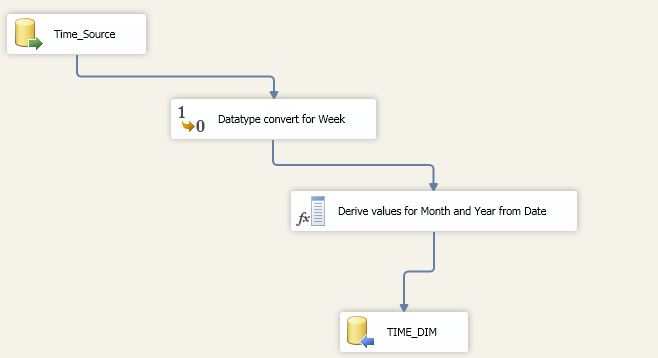 Time_Source
1
0
Datatype convert for Week
fx
Derive values for Month and Year from Date
TIME_DIM